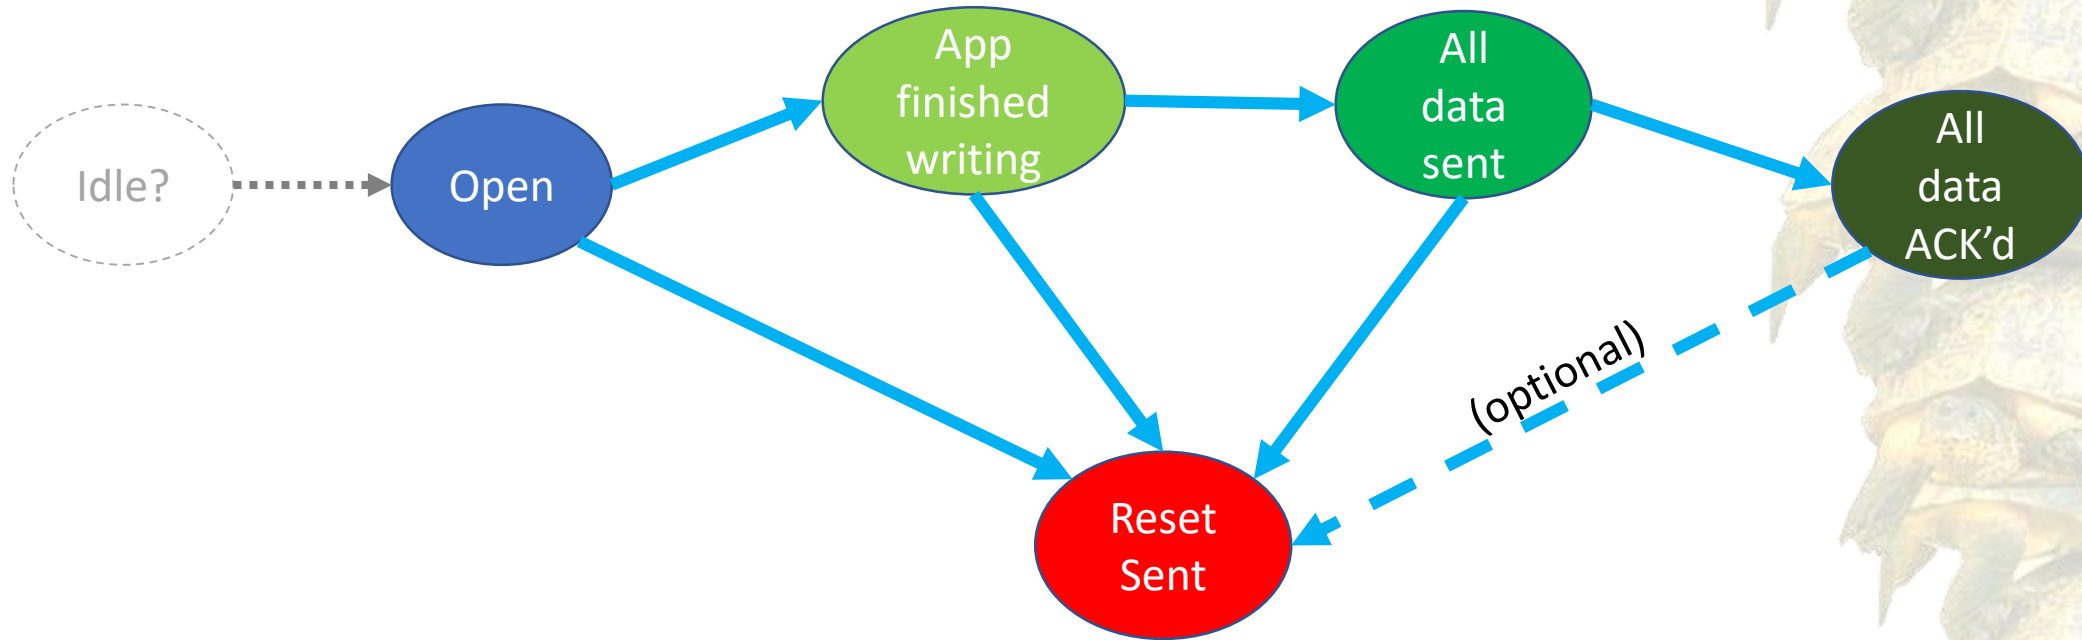 Idle?
Open
App
finished
writing
All
data
sent
All
data
ACK’d
(optional)
Reset
Sent